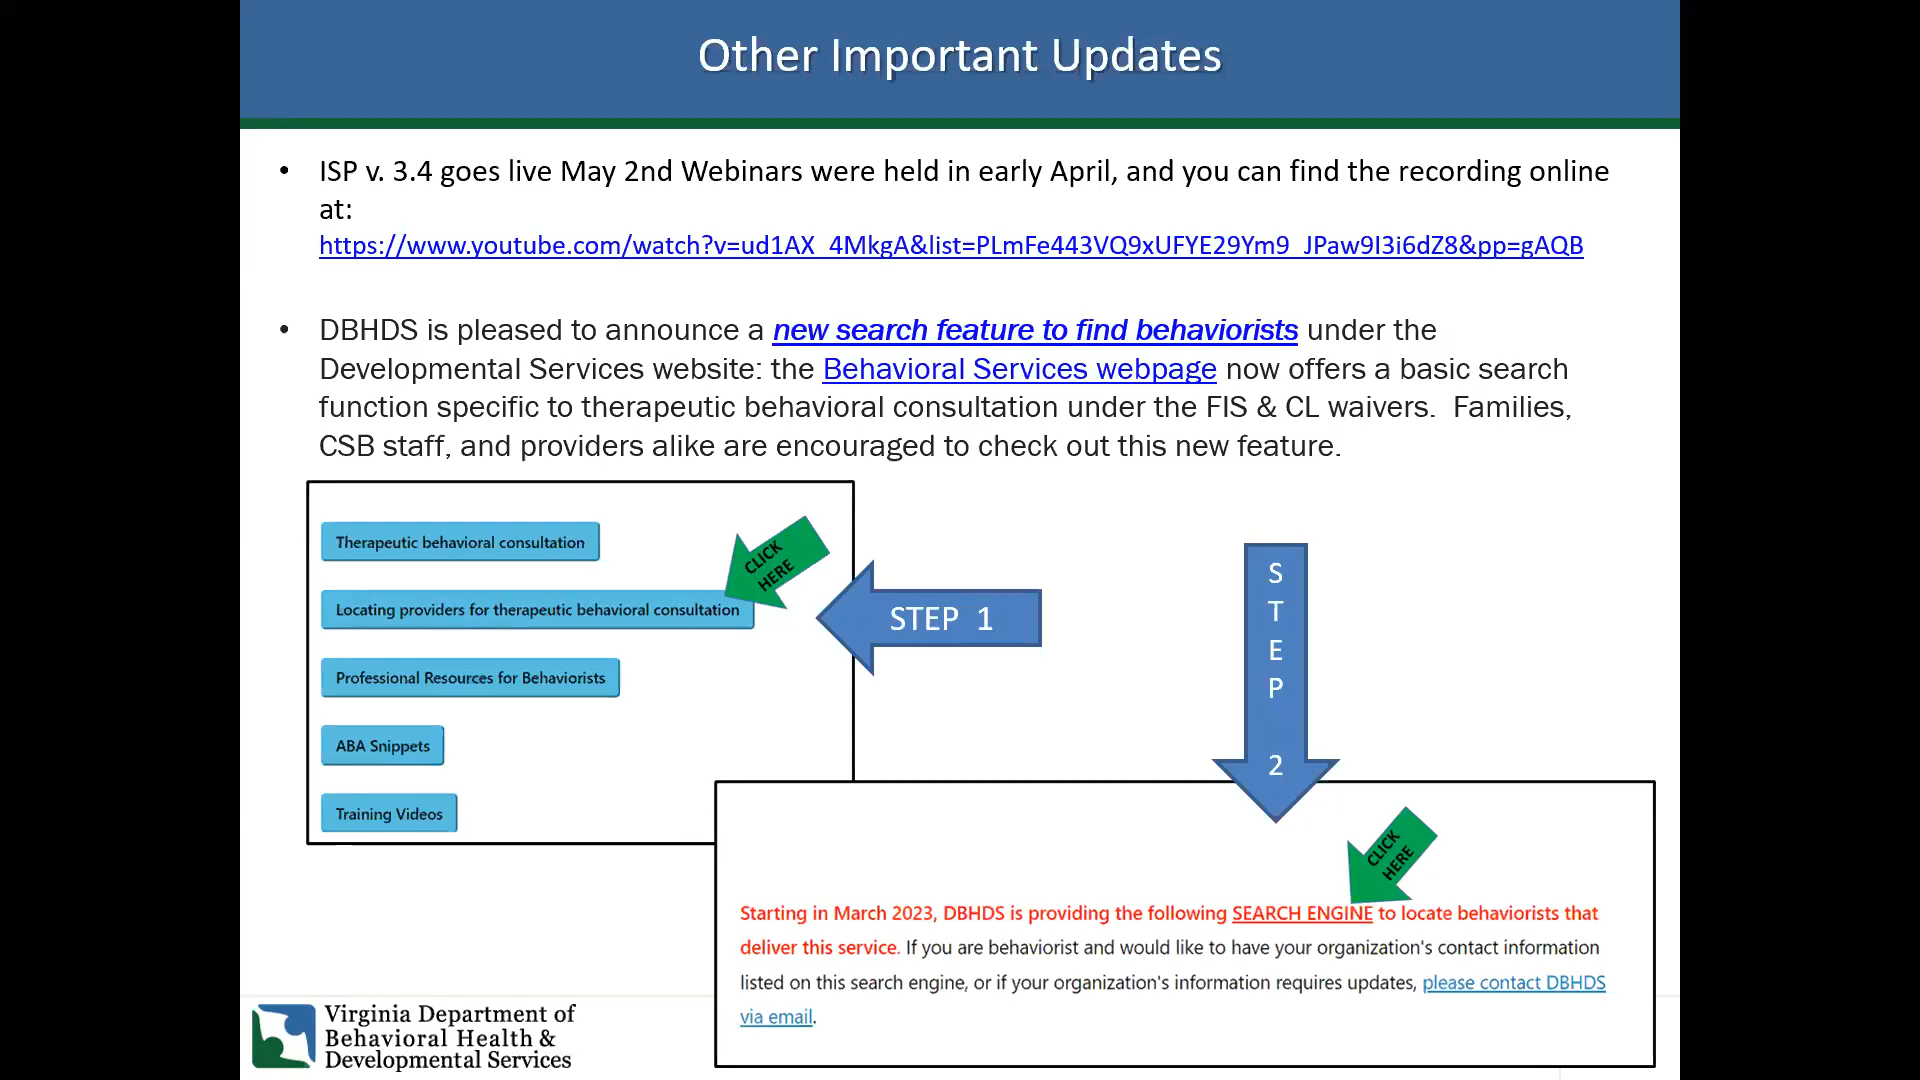 Other Important Updates
• ISP v. 3.4 goes live May 2nd Webinars were held in early April, and you can find the recording online
at:
https://www.youtube.com/watch?v=ud1AX_4MkgA&list=PLmFe443VQ9xUFYE29Ym9_JPaw9I3i6dZ8&pp=gAQB
• DBHDS is pleased to announce a new search feature to find behaviorists under the
Developmental Services website: the Behavioral Services webpage now offers a basic search
function specific to therapeutic behavioral consultation under the FIS & CL waivers. Families,
CSB staff, and providers alike are encouraged to check out this new feature.
Therapeutic behavioral consultation
CLICK
HERE
Locating providers for therapeutic behavioral consultation
STEP 1
Professional Resources for Behaviorists
ABA Snippets
Training Videos
S
T
E
P
2
CLICK
HERE
Starting in March 2023, DBHDS is providing the following SEARCH ENGINE to locate behaviorists that
deliver this service. If you are behaviorist and would like to have your organization's contact information
listed on this search engine, or if your organization's information requires updates, please contact DBHDS
via email.
Virginia Department of
Behavioral Health &
Developmental Services